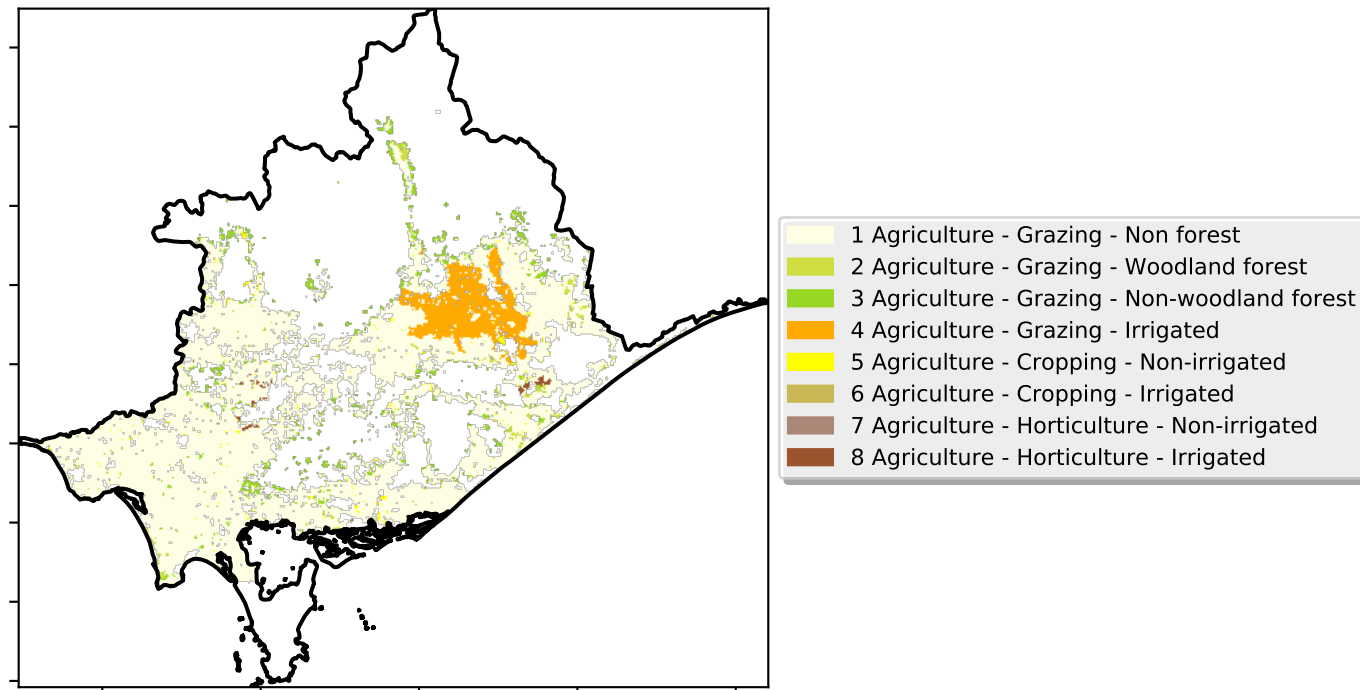 1 Agriculture - Grazing - Non forest
2 Agriculture - Grazing - Woodland forest
3 Agriculture - Grazing - Non-woodland forest
4 Agriculture - Grazing - Irrigated
5 Agriculture - Cropping - Non-irrigated
6 Agriculture - Cropping - Irrigated
7 Agriculture - Horticulture - Non-irrigated
8 Agriculture - Horticulture - Irrigated